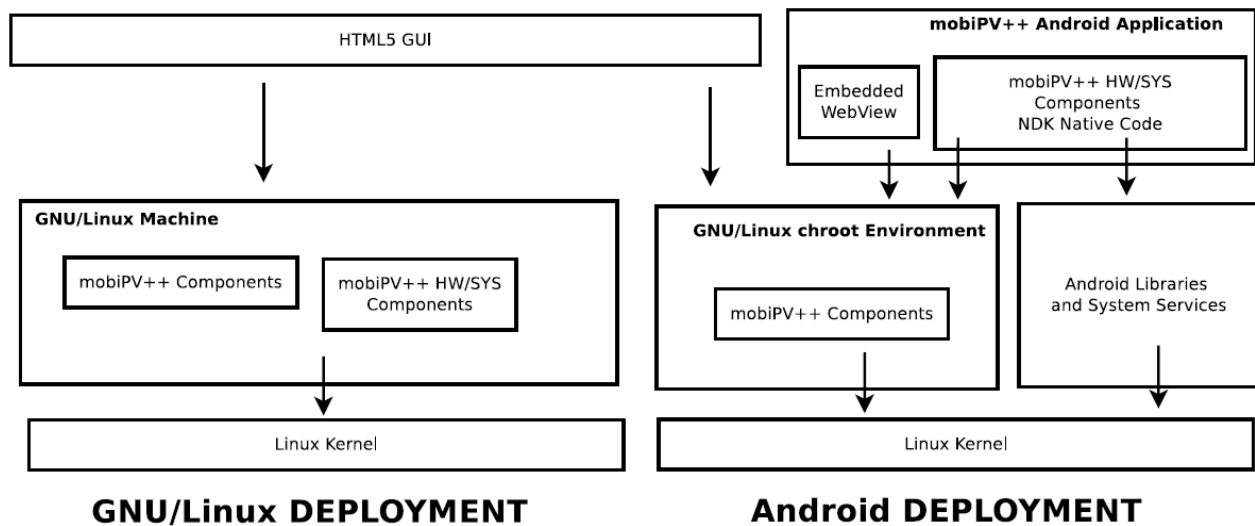 HTML5 GUI
mobiPV++ Android Application
Embedded
WebView
mobiPV++ HW/SYS
Components
NDK Native Code
GNU/Linux Machine
mobiPV++ Components
mobiPV++ HW/SYS
Components
GNU/Linux chroot Environment
mobiPV++ Components
Android Libraries
and System Services
Linux Kernel
Linux Kernel
GNU/Linux DEPLOYMENT
Android DEPLOYMENT